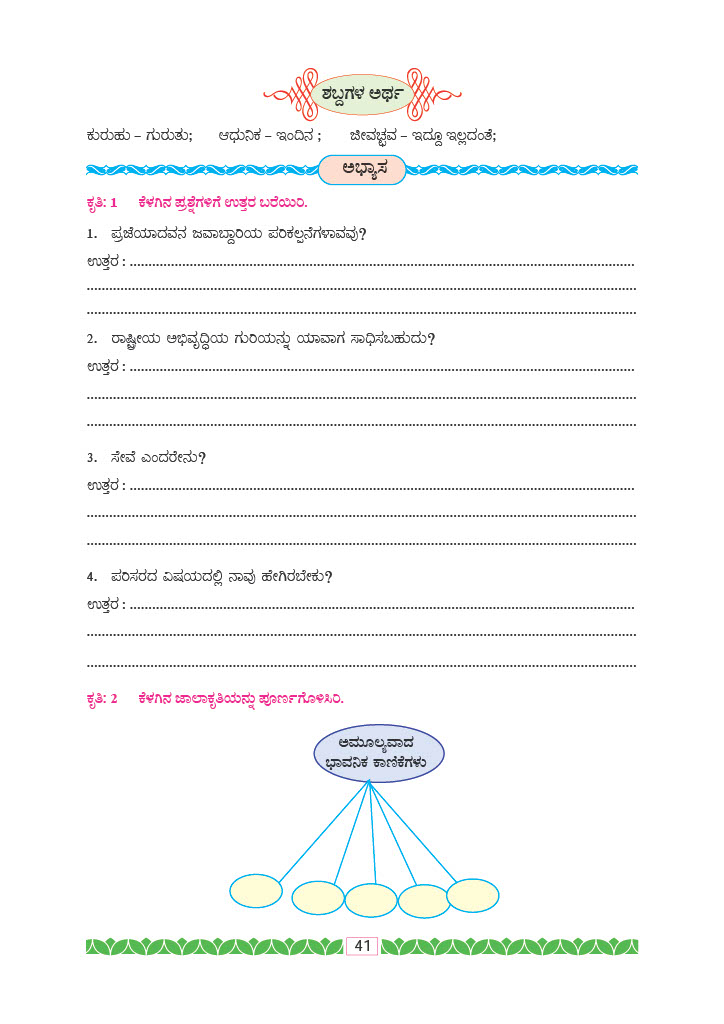 ಶಬ್ದಗಳ ಅರ್ಥ
ಕುರುಹು – ಗುರುತು; ಆಧುನಿಕ – ಇಂದಿನ ; ಜೀವಚ್ಛವ – ಇದ್ದೂ ಇಲ್ಲದಂತೆ;
ಅಭ್ಯಾಸ
ಕೃತಿ: 1 ಕೆಳಗಿನ ಪ್ರಶ್ನೆಗಳಿಗೆ ಉತ್ತರ ಬರೆಯಿರಿ.
1. ಪ್ರಜೆಯಾದವನ ಜವಾಬ್ದಾರಿಯ ಪರಿಕಲ್ಪನೆಗಳಾವವು?
ಉತ್ತರ :
2. ರಾಷ್ಟ್ರೀಯ ಅಭಿವೃದ್ಧಿಯ ಗುರಿಯನ್ನು ಯಾವಾಗ ಸಾಧಿಸಬಹುದು?
ಉತ್ತರ :
3. ಸೇವೆ ಎಂದರೇನು?
ಉತ್ತರ :
4. ಪರಿಸರದ ವಿಷಯದಲ್ಲಿ ನಾವು ಹೇಗಿರಬೇಕು?
ಉತ್ತರ :
ಕೃತಿ: 2 ಕೆಳಗಿನ ಜಾಲಾಕೃತಿಯನ್ನು ಪೂರ್ಣಗೊಳಿಸಿರಿ.
ಅಮೂಲ್ಯವಾದ
ಭಾವನಿಕ ಕಾಣಿಕೆಗಳು
41